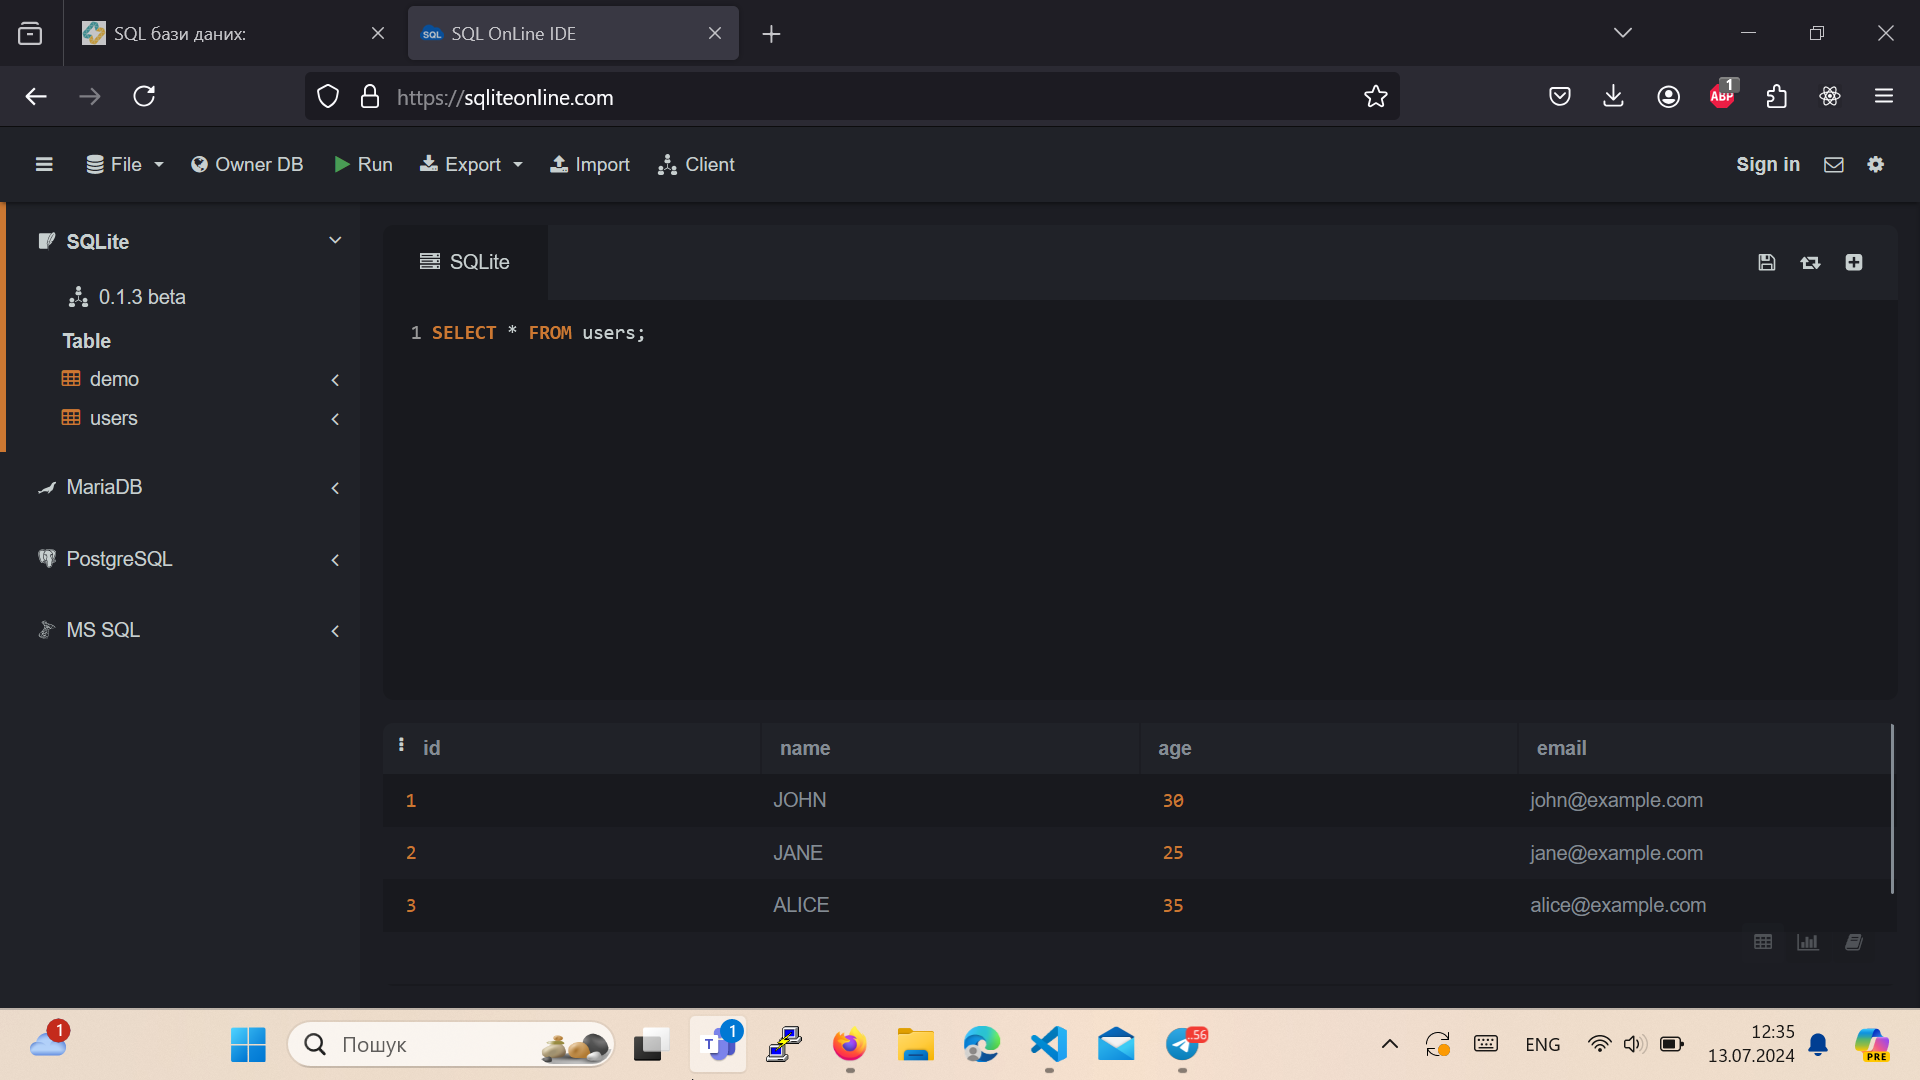 SQL бази даних:
SQL OnLine IDE
https://sqliteonline.com
ABP 1
File
Owner DB
Run
Export
Import
Client
Sign in
SQLite
0.1.3 beta
Table
demo
users
MariaDB
PostgreSQL
MS SQL
SQLite
1 SELECT * FROM users;
id name age email
1 JOHN 30 john@example.com
2 JANE 25 jane@example.com
3 ALICE 35 alice@example.com
1
Пошук
T 1
56
ENG
12:35
13.07.2024
PRE